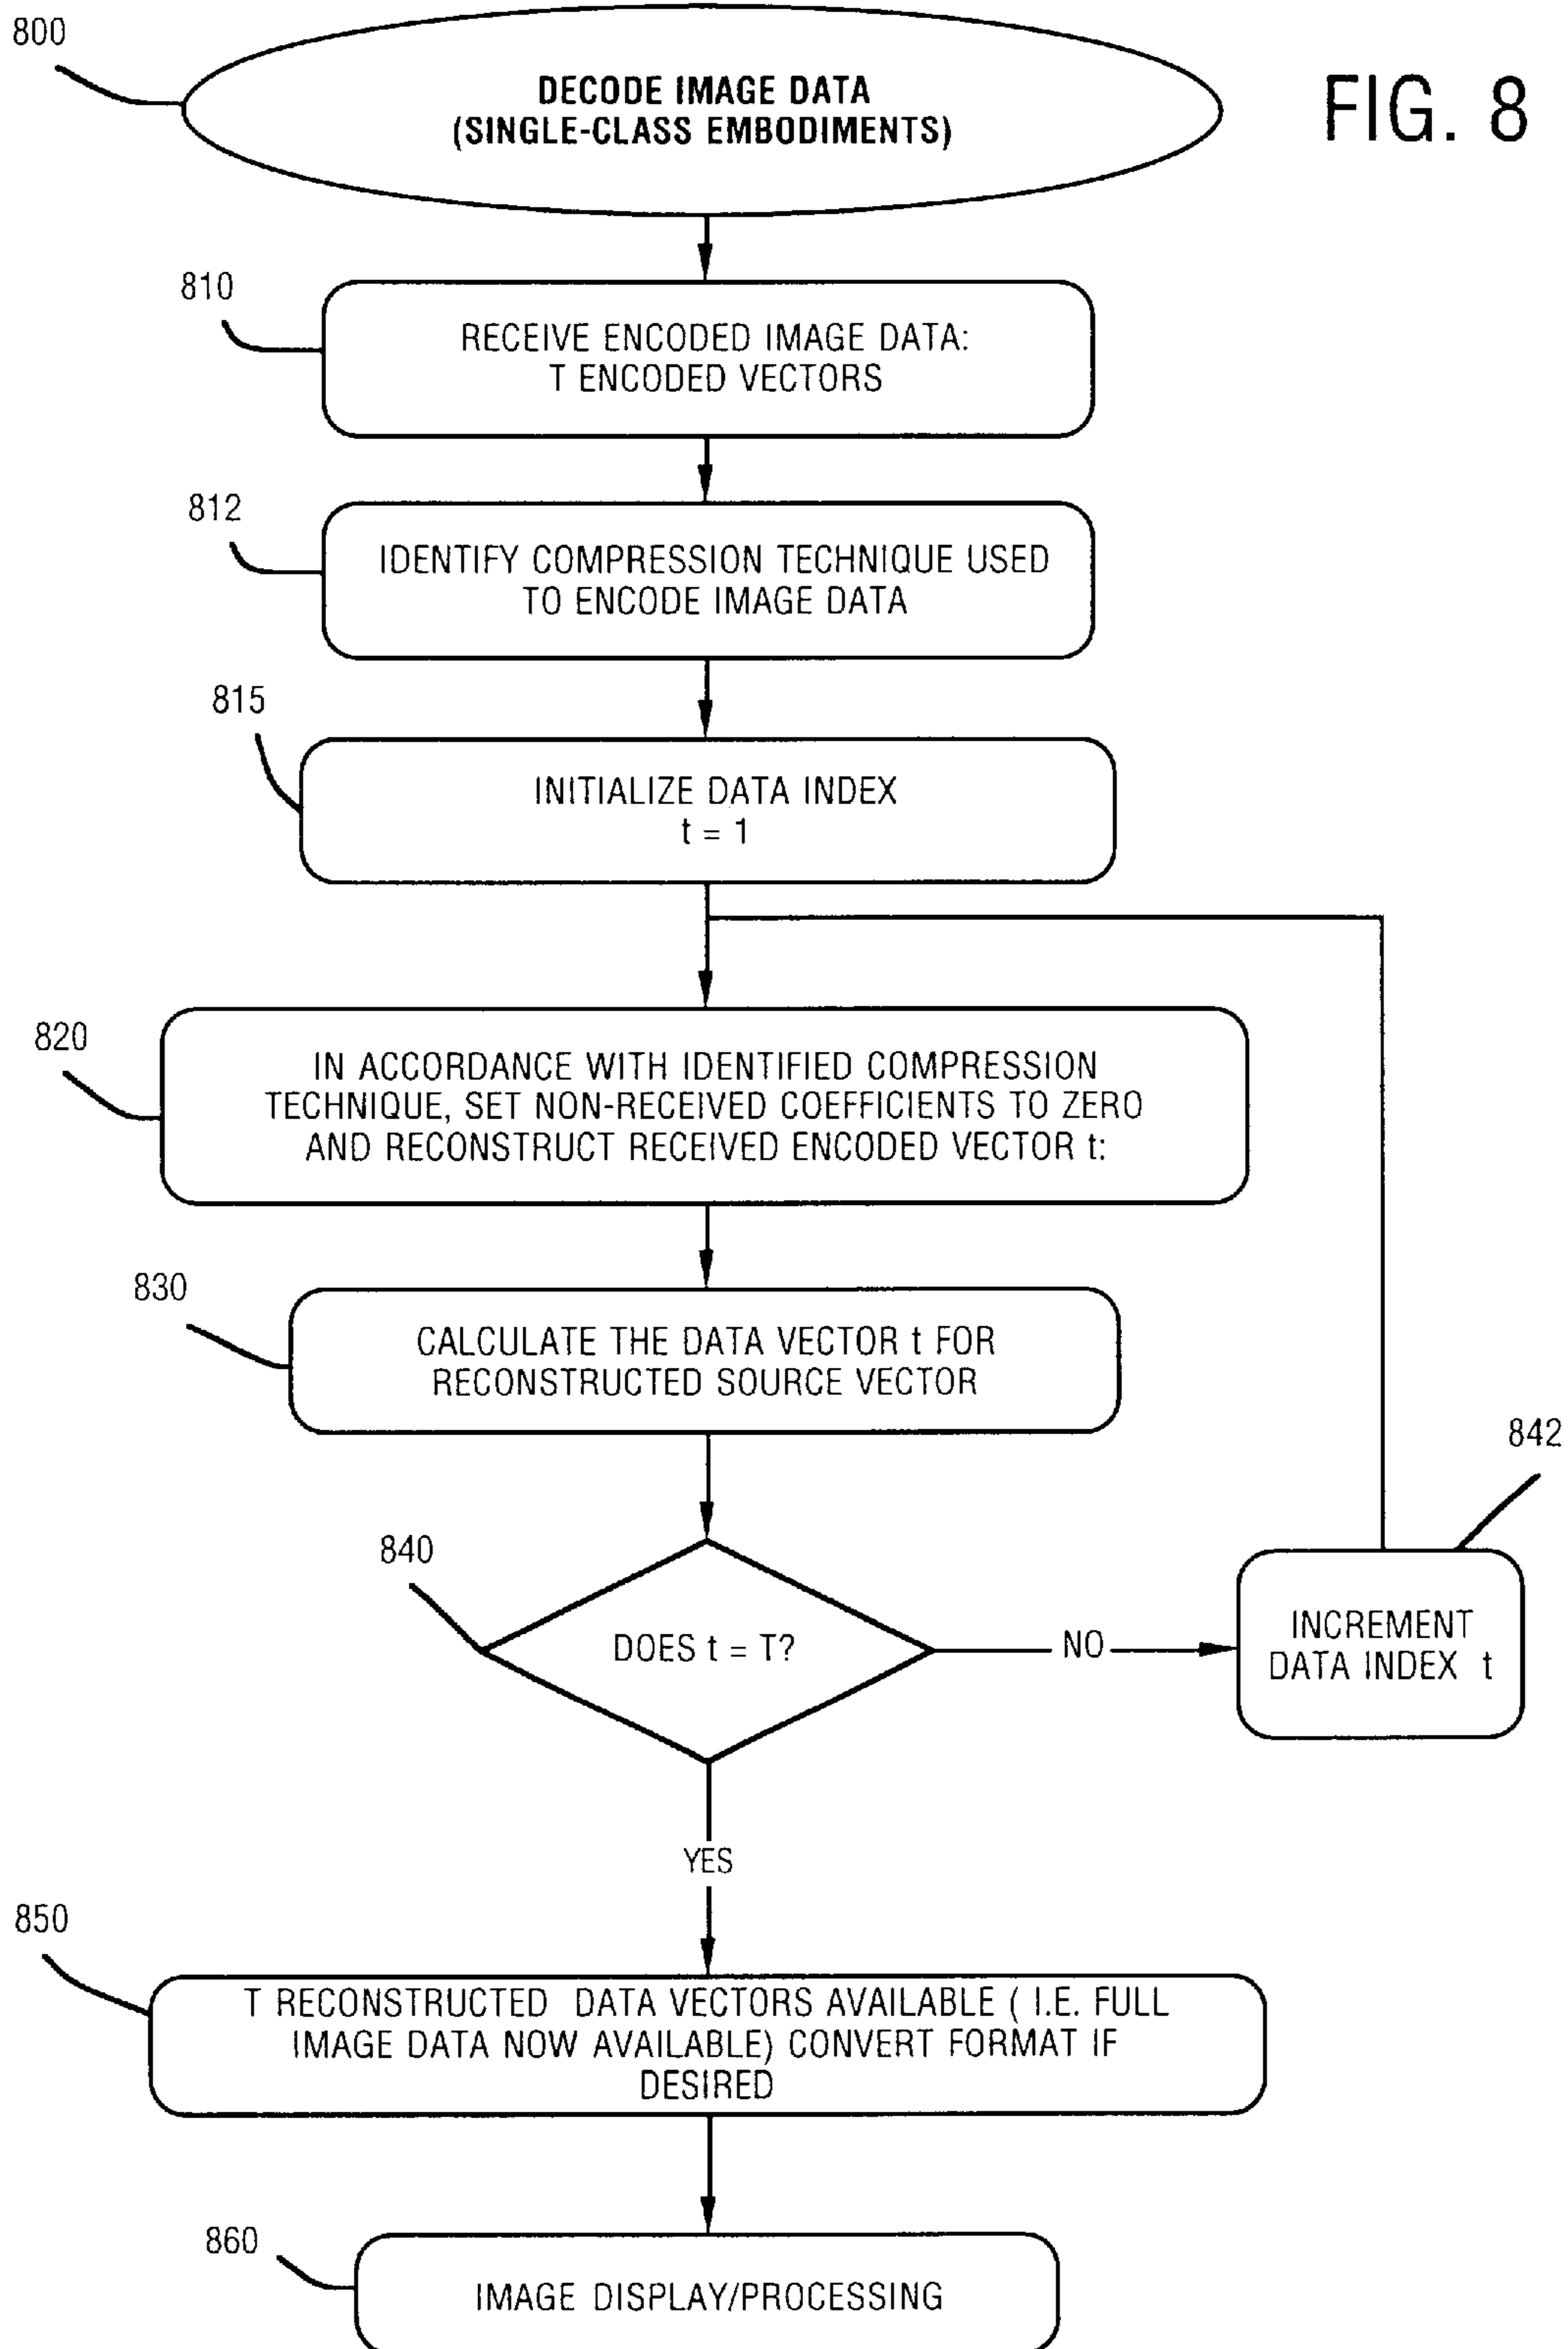 800
DECODE IMAGE DATA
(SINGLE-CLASS EMBODIMENTS)
FIG. 8
810
RECEIVE ENCODED IMAGE DATA:
T ENCODED VECTORS
812
IDENTIFY COMPRESSION TECHNIQUE USED
TO ENCODE IMAGE DATA
815
INITIALIZE DATA INDEX
t = 1
820
IN ACCORDANCE WITH IDENTIFIED COMPRESSION
TECHNIQUE, SET NON-RECEIVED COEFFICIENTS TO ZERO
AND RECONSTRUCT RECEIVED ENCODED VECTOR t:
830
CALCULATE THE DATA VECTOR t FOR
RECONSTRUCTED SOURCE VECTOR
842
840
DOES t = T?
NO
INCREMENT
DATA INDEX t
YES
850
T RECONSTRUCTED DATA VECTORS AVAILABLE ( I.E. FULL
IMAGE DATA NOW AVAILABLE) CONVERT FORMAT IF
DESIRED
860
IMAGE DISPLAY/PROCESSING